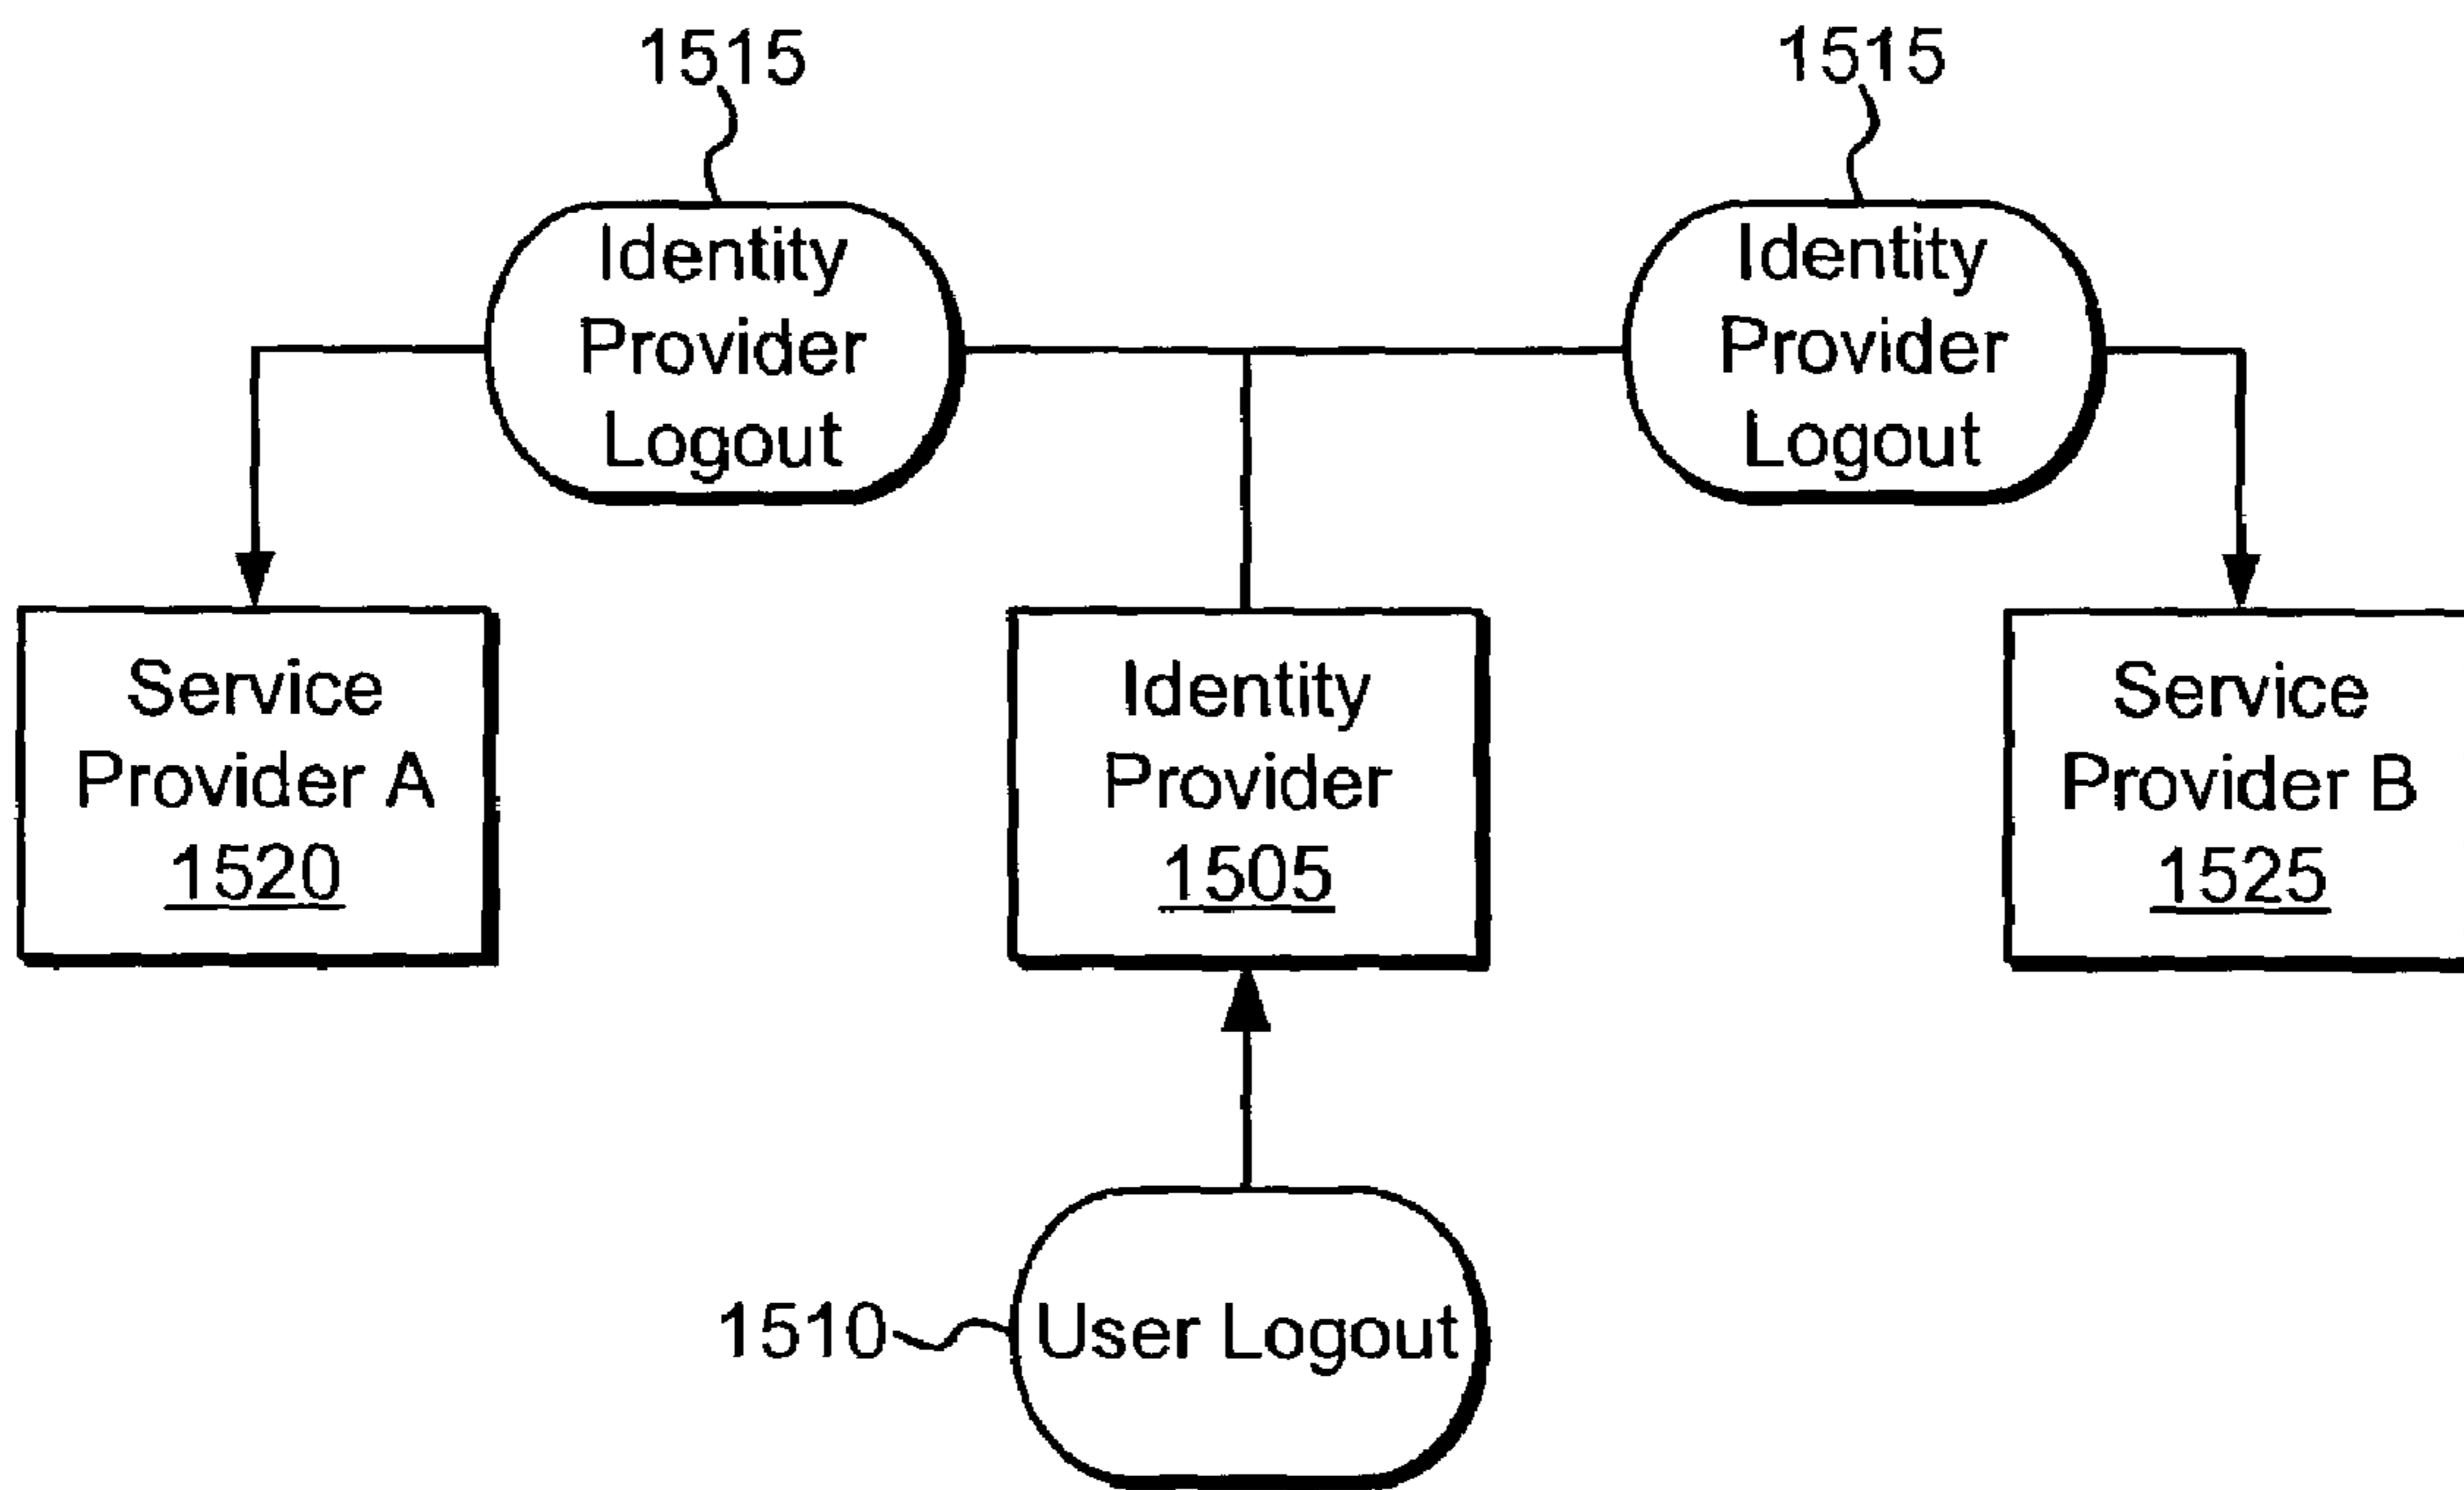 1515
1515
Identity
Provider
Logout
Identity
Provider
Logout
Service
Provider A
1520
Identity
Provider
1505
Service
Provider B
1525
1510
User Logout